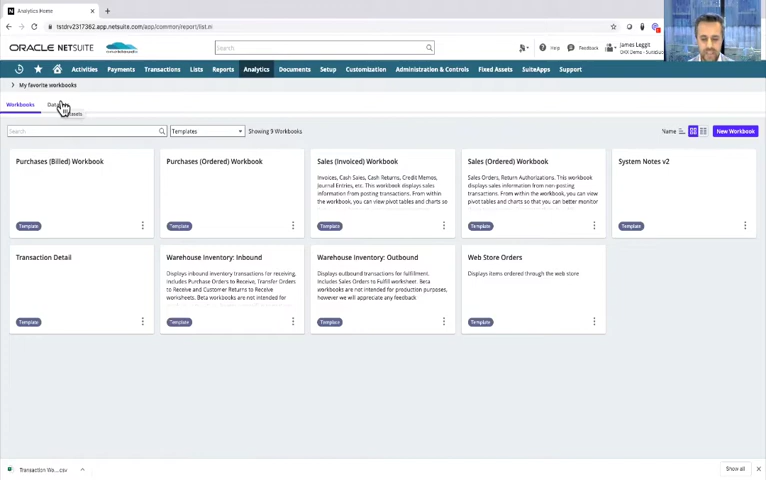 Analytics Home
tstdrv2317362.app.netsuite.com/app/common/report/list.nl
ORACLE NETSUITE
Search
Help
Feedback
James Leggit
Activities Payments Transactions Lists Reports Analytics Documents Setup Customization Administration & Controls Fixed Assets SuiteApps Support
My favorite workbooks
Workbooks
Search
Templates
Showing 9 Workbooks
Name
New Workbook
Purchases (Billed) Workbook
Template
Purchases (Ordered) Workbook
Template
Sales (Invoiced) Workbook
Invoices, Cash Sales, Cash Returns, Credit Memos,
Journal Entries, etc. This workbook displays sales
information from posting transactions. From within
the workbook, you can view pivot tables and charts so
Template
Sales (Ordered) Workbook
Sales Orders, Return Authorizations. This workbook
displays sales information from non-posting
transactions. From within the workbook, you can view
pivot tables and charts so that you can better monitor
Template
System Notes v2
Template
Transaction Detail
Template
Warehouse Inventory: Inbound
Displays inbound inventory transactions for receiving.
Includes Purchase Orders to Receive, Transfer Orders
to Receive and Customer Returns to Receive
worksheets. Beta workbooks are not intended for
Template
Warehouse Inventory: Outbound
Displays outbound transactions for fulfillment.
Includes Sales Orders to Fulfill worksheet. Beta
workbooks are not intended for production purposes,
however we will appreciate any feedback
Template
Web Store Orders
Displays items ordered through the web store
Template
Transaction Wo....csv
Show all